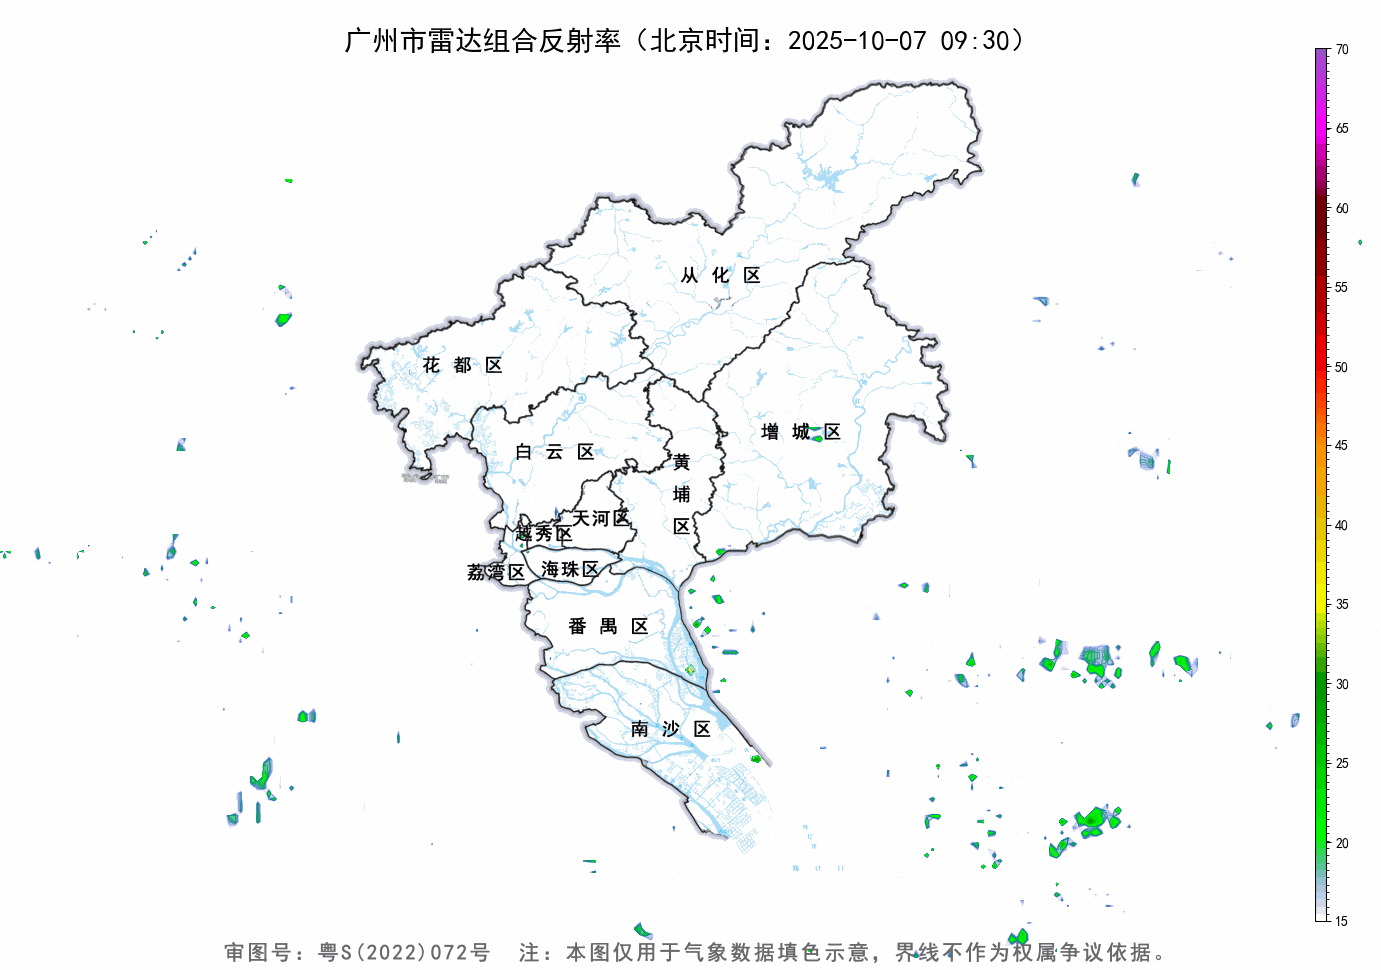 广州市雷达组合反射率（北京时间：2025-10-07 09:30）
70
65
60
55
50
45
40
35
30
25
20
15
从化区
花都区
增城区
白云区
黄埔区
天河区
越秀区
海珠区
荔湾区
番禺区
南沙区
审图号：粤S(2022)072号 注：本图仅用于气象数据填色示意，界线不作为权属争议依据。